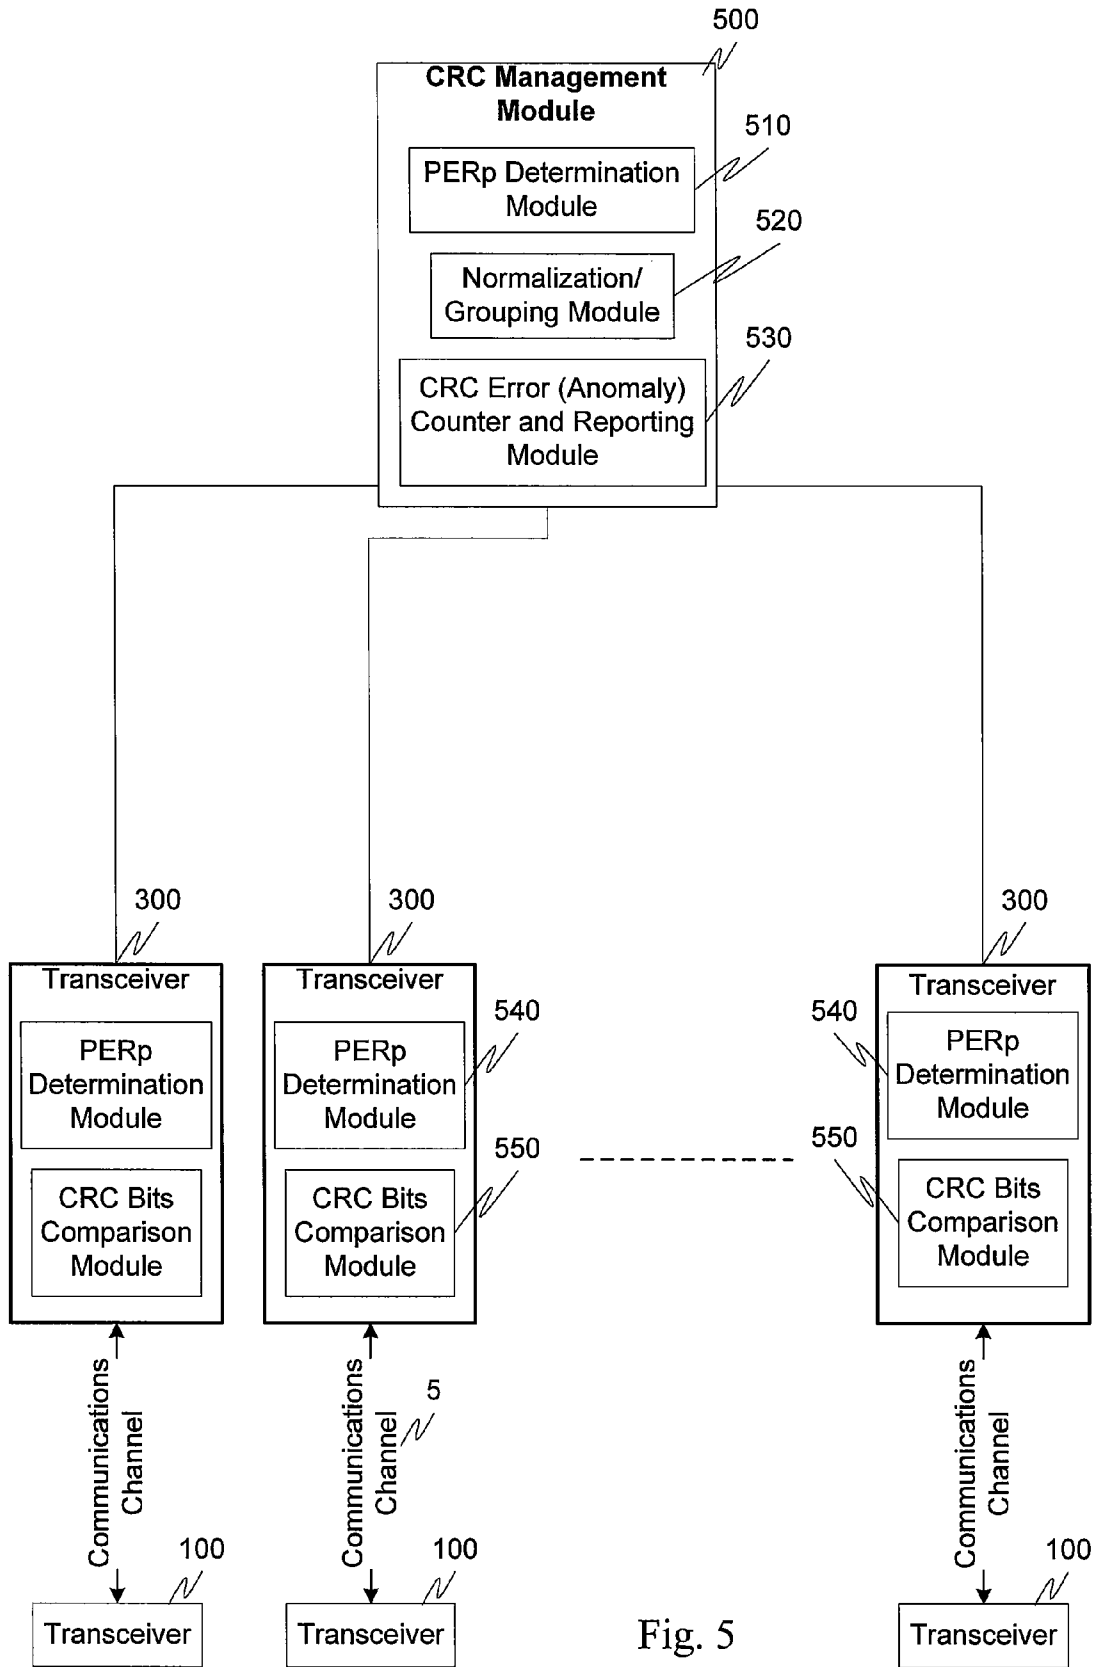 500
CRC Management
Module
510
PERp Determination
Module
520
Normalization/
Grouping Module
530
CRC Error (Anomaly)
Counter and Reporting
Module
300
Transceiver
PERp
Determination
Module
CRC Bits
Comparison
Module
300
Transceiver
540
PERp
Determination
Module
550
CRC Bits
Comparison
Module
300
Transceiver
540
PERp
Determination
Module
550
CRC Bits
Comparison
Module
Communications
Channel
Communications
Channel
5
Communications
Channel
100
Transceiver
100
Transceiver
100
Transceiver
Fig. 5